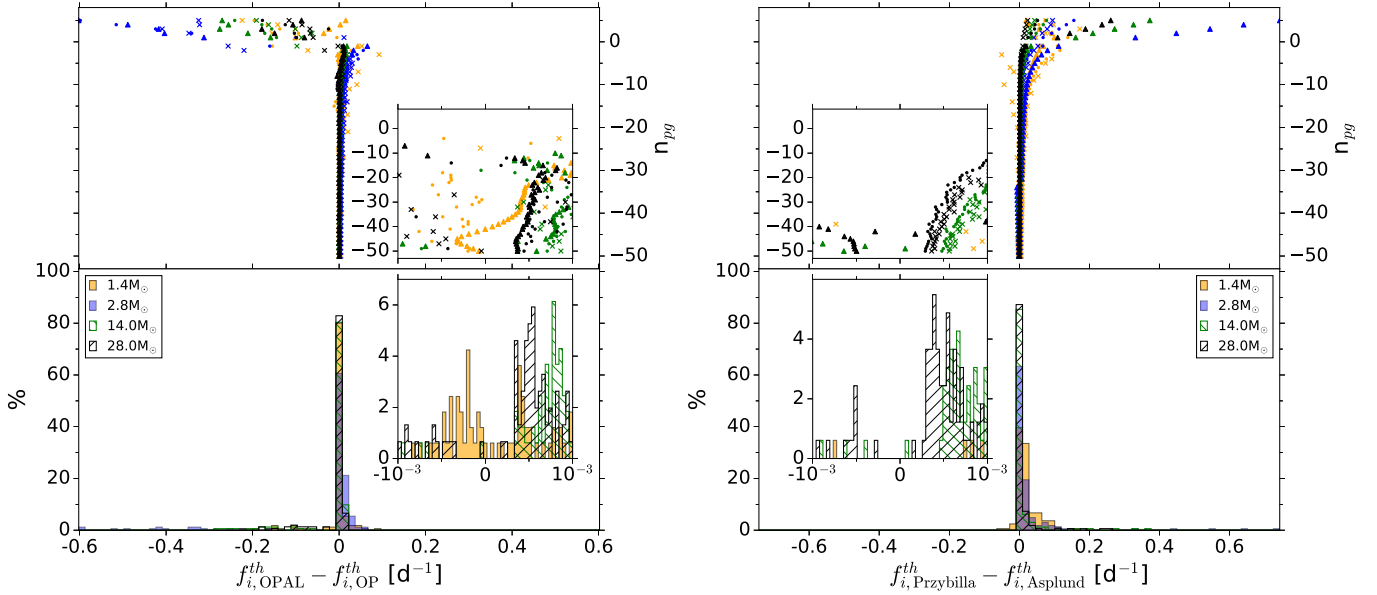 0
−10
−20
−30
−40
−50
n_pg
0
−10
−20
−30
−40
−50
100
80
60
40
20
0
%
1.4M☉
2.8M☉
14.0M☉
28.0M☉
6
4
2
0
-10⁻³ 0 10⁻³
-0.6 -0.4 -0.2 0 0.2 0.4 0.6
f^th_i,OPAL − f^th_i,OP [d⁻¹]
0
−10
−20
−30
−40
−50
n_pg
0
−10
−20
−30
−40
−50
100
80
60
40
20
0
%
1.4M☉
2.8M☉
14.0M☉
28.0M☉
4
2
0
-10⁻³ 0 10⁻³
-0.6 -0.4 -0.2 0 0.2 0.4 0.6
f^th_i,Przybilla − f^th_i,Asplund [d⁻¹]